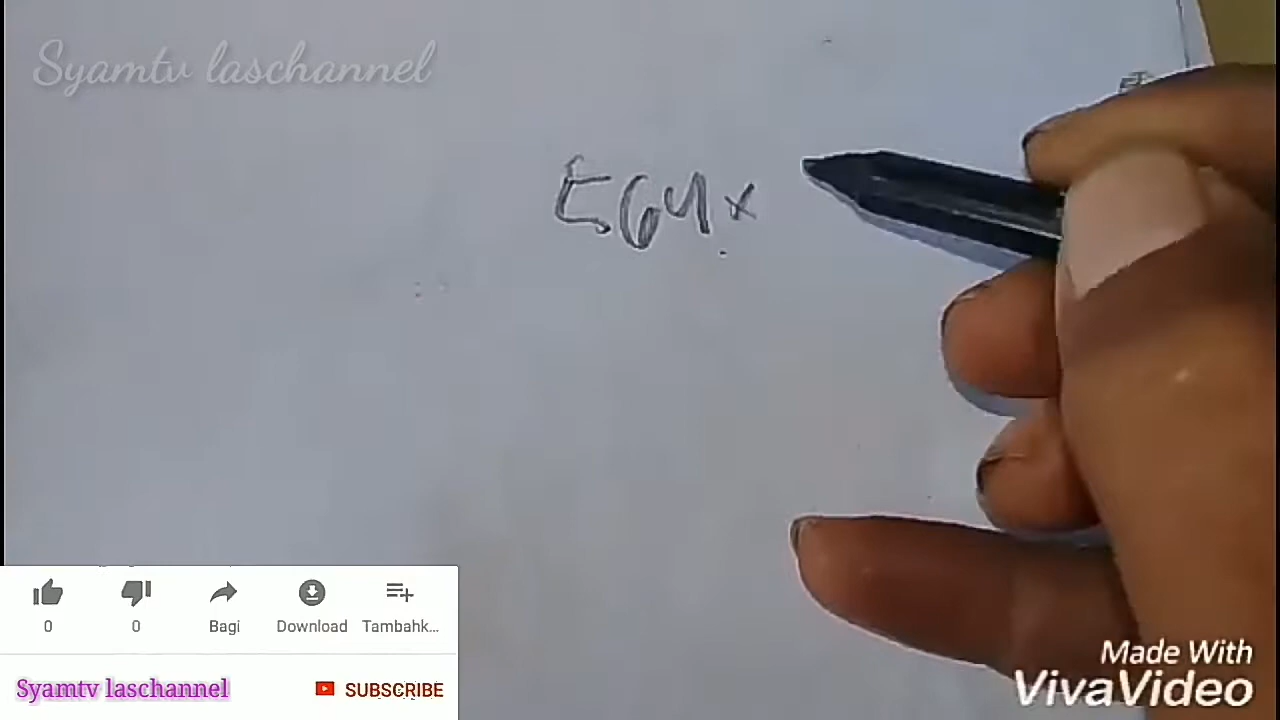 Syamtv laschannel
564x
0
0
Bagi
Download
Tambahk...
Syamtv laschannel
SUBSCRIBE
Made With
VivaVideo